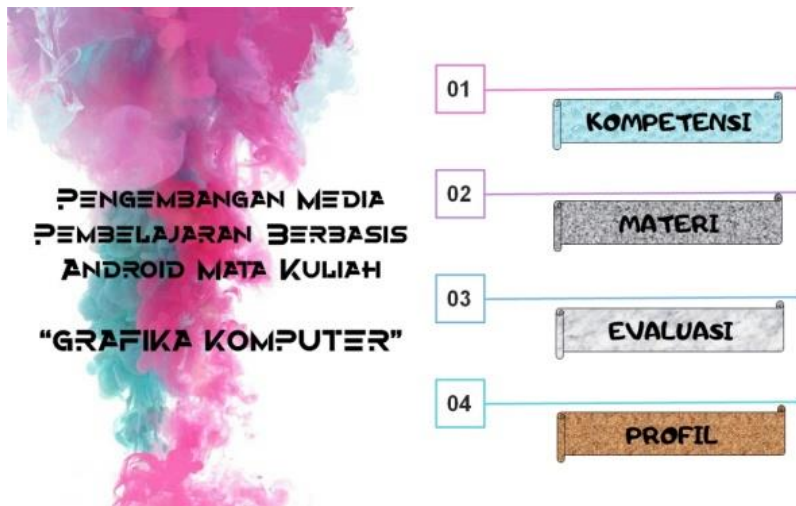 Pengembangan Media
Pembelajaran Berbasis
Android Mata Kuliah
“GRAFIKA KOMPUTER”
01
KOMPETENSI
02
MATERI
03
EVALUASI
04
PROFIL